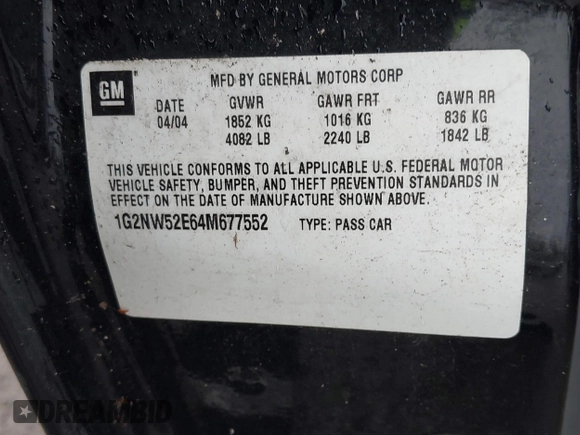 GM
MFD BY GENERAL MOTORS CORP
DATE GVWR GAWR FRT GAWR RR
04/04 1852 KG 1016 KG 836 KG
4082 LB 2240 LB 1842 LB
THIS VEHICLE CONFORMS TO ALL APPLICABLE U.S. FEDERAL MOTOR
VEHICLE SAFETY, BUMPER, AND THEFT PREVENTION STANDARDS IN
EFFECT ON THE DATE OF MANUFACTURE SHOWN ABOVE.
1G2NW52E64M677552 TYPE: PASS CAR
DREAMBID